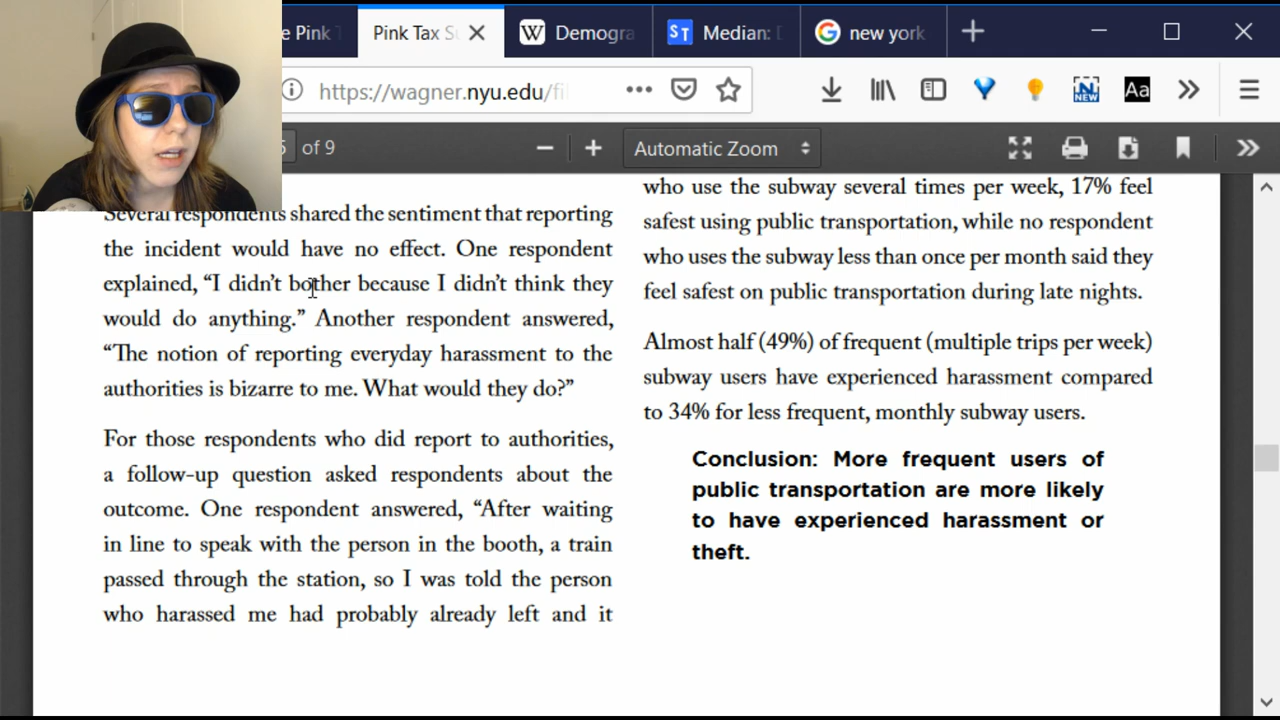 e Pink
Pink Tax
Demogra
ST
Median:
new york
https://wagner.nyu.edu/fil
NEW
Aa
of 9
Automatic Zoom
Several respondents shared the sentiment that reporting
the incident would have no effect. One respondent
explained, “I didn’t bother because I didn’t think they
would do anything.” Another respondent answered,
“The notion of reporting everyday harassment to the
authorities is bizarre to me. What would they do?”
For those respondents who did report to authorities,
a follow-up question asked respondents about the
outcome. One respondent answered, “After waiting
in line to speak with the person in the booth, a train
passed through the station, so I was told the person
who harassed me had probably already left and it
who use the subway several times per week, 17% feel
safest using public transportation, while no respondent
who uses the subway less than once per month said they
feel safest on public transportation during late nights.
Almost half (49%) of frequent (multiple trips per week)
subway users have experienced harassment compared
to 34% for less frequent, monthly subway users.
Conclusion: More frequent users of
public transportation are more likely
to have experienced harassment or
theft.